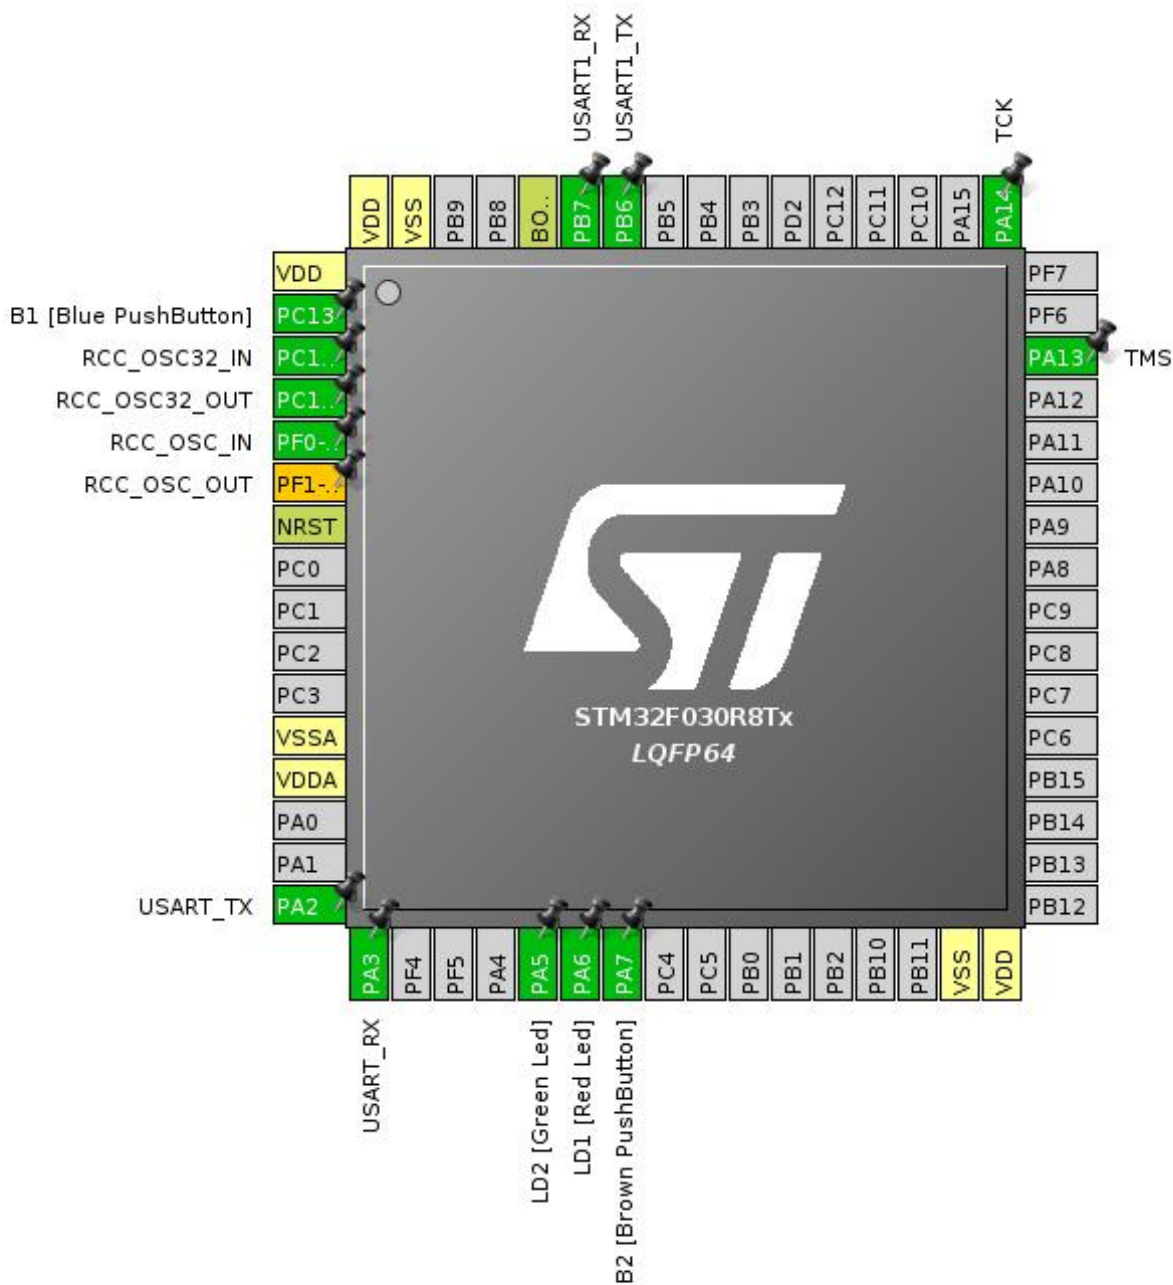 USART1_RX
USART1_TX
TCK
VDD
VSS
PB9
PB8
BO..
PB7
PB6
PB5
PB4
PB3
PD2
PC12
PC11
PC10
PA15
PA14
VDD
B1 [Blue PushButton] PC13
RCC_OSC32_IN PC1..
RCC_OSC32_OUT PC1..
RCC_OSC_IN PF0-..
RCC_OSC_OUT PF1-..
NRST
PC0
PC1
PC2
PC3
VSSA
VDDA
PA0
PA1
USART_TX PA2
ST
STM32F030R8Tx
LQFP64
PF7
PF6
PA13 TMS
PA12
PA11
PA10
PA9
PA8
PC9
PC8
PC7
PC6
PB15
PB14
PB13
PB12
PA3
PF4
PF5
PA4
PA5
PA6
PA7
PC4
PC5
PB0
PB1
PB2
PB10
PB11
VSS
VDD
USART_RX
LD2 [Green Led]
LD1 [Red Led]
B2 [Brown PushButton]